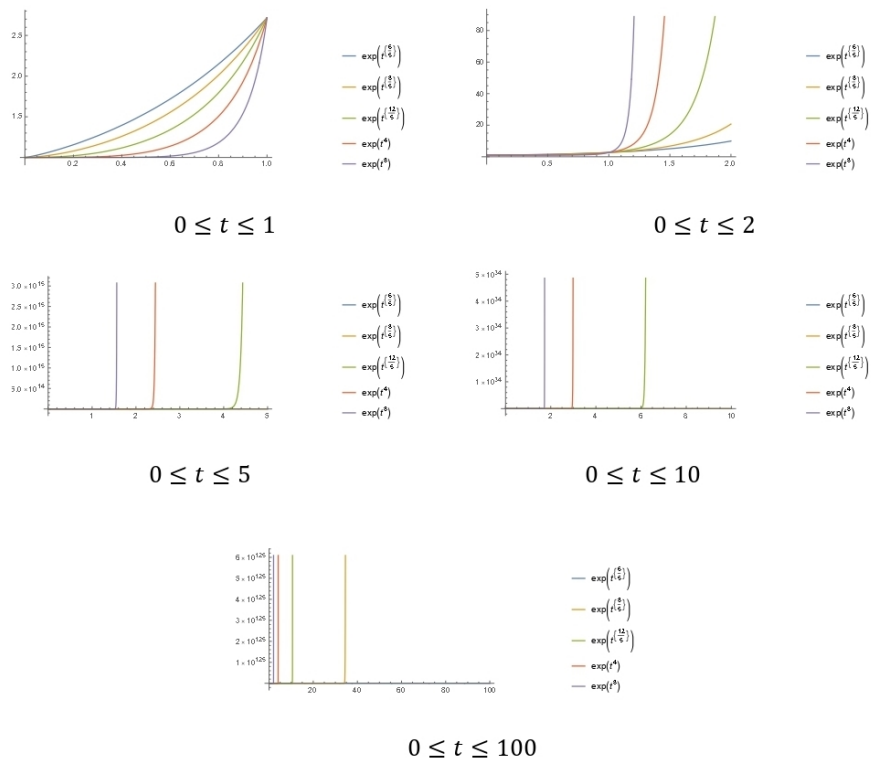 2.5
2.0
1.5
0.2 0.4 0.6 0.8 1.0
exp(t^{6/5})
exp(t^{8/5})
exp(t^{12/5})
exp(t^4)
exp(t^8)
0 ≤ t ≤ 1
80
60
40
20
0.5 1.0 1.5 2.0
exp(t^{6/5})
exp(t^{8/5})
exp(t^{12/5})
exp(t^4)
exp(t^8)
0 ≤ t ≤ 2
3.0 × 10^15
2.5 × 10^15
2.0 × 10^15
1.5 × 10^15
1.0 × 10^15
5.0 × 10^14
1 2 3 4 5
exp(t^{6/5})
exp(t^{8/5})
exp(t^{12/5})
exp(t^4)
exp(t^8)
0 ≤ t ≤ 5
5 × 10^34
4 × 10^34
3 × 10^34
2 × 10^34
1 × 10^34
2 4 6 8 10
exp(t^{6/5})
exp(t^{8/5})
exp(t^{12/5})
exp(t^4)
exp(t^8)
0 ≤ t ≤ 10
6 × 10^125
5 × 10^125
4 × 10^125
3 × 10^125
2 × 10^125
1 × 10^125
20 40 60 80 100
exp(t^{6/5})
exp(t^{8/5})
exp(t^{12/5})
exp(t^4)
exp(t^8)
0 ≤ t ≤ 100